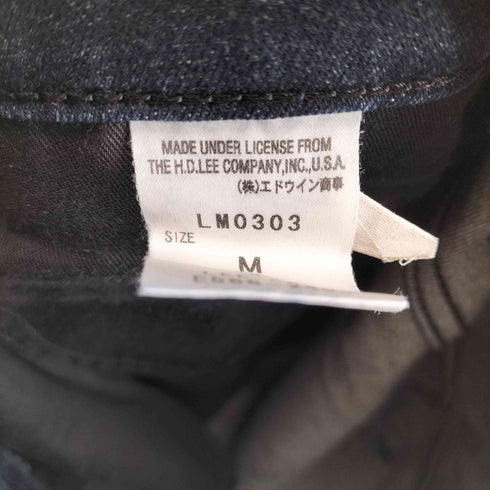 MADE UNDER LICENSE FROM
THE H.D.LEE COMPANY,INC.,U.S.A.
(株)エドウイン商事
LM0303
SIZE
M